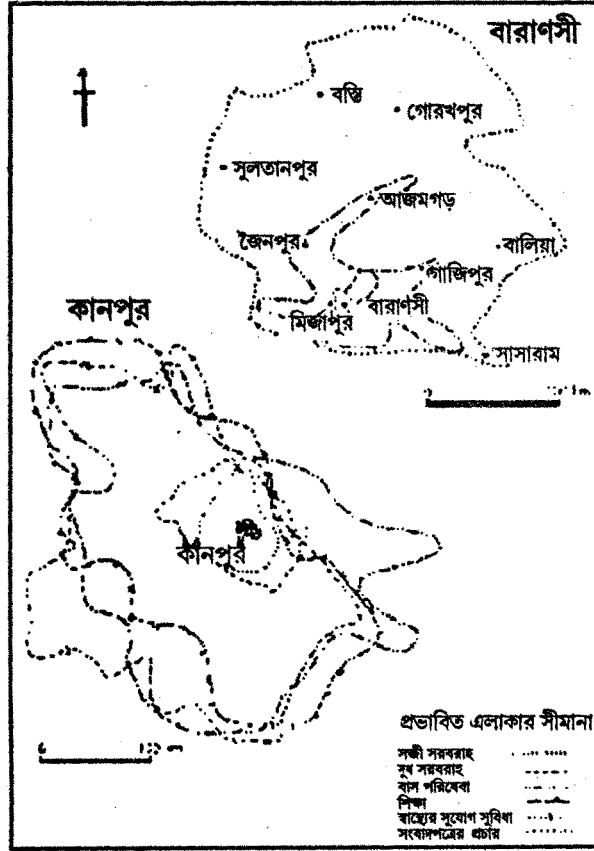 বারাণসী
বস্তি
গোরখপুর
সুলতানপুর
আজমগড়
জৈনপুর
বালিয়া
গাজিপুর
মির্জাপুর
বারাণসী
সাসারাম
কানপুর
কানপুর
প্রভাবিত এলাকার সীমানা
সব্জী সরবরাহ
দুধ সরবরাহ
বাস পরিষেবা
শিক্ষা
স্বাস্থ্যের সুযোগ সুবিধা
সংবাদপত্রের প্রচার